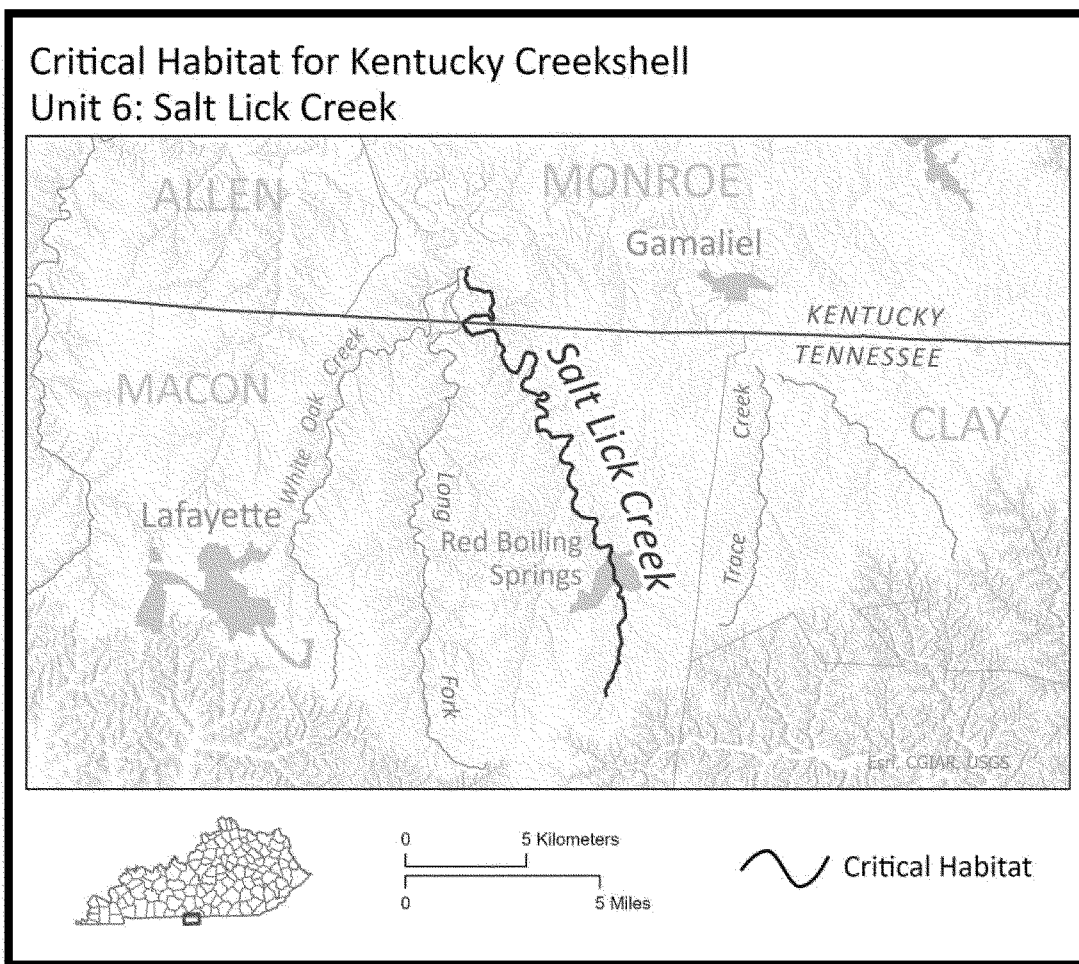 Critical Habitat for Kentucky Creekshell
Unit 6: Salt Lick Creek
ALLEN
MONROE
Gamaliel
KENTUCKY
TENNESSEE
MACON
White Oak Creek
Salt Lick Creek
Trace Creek
CLAY
Lafayette
Long Fork
Red Boiling
Springs
Esri, CGIAR, USGS
0 5 Kilometers
0 5 Miles
Critical Habitat